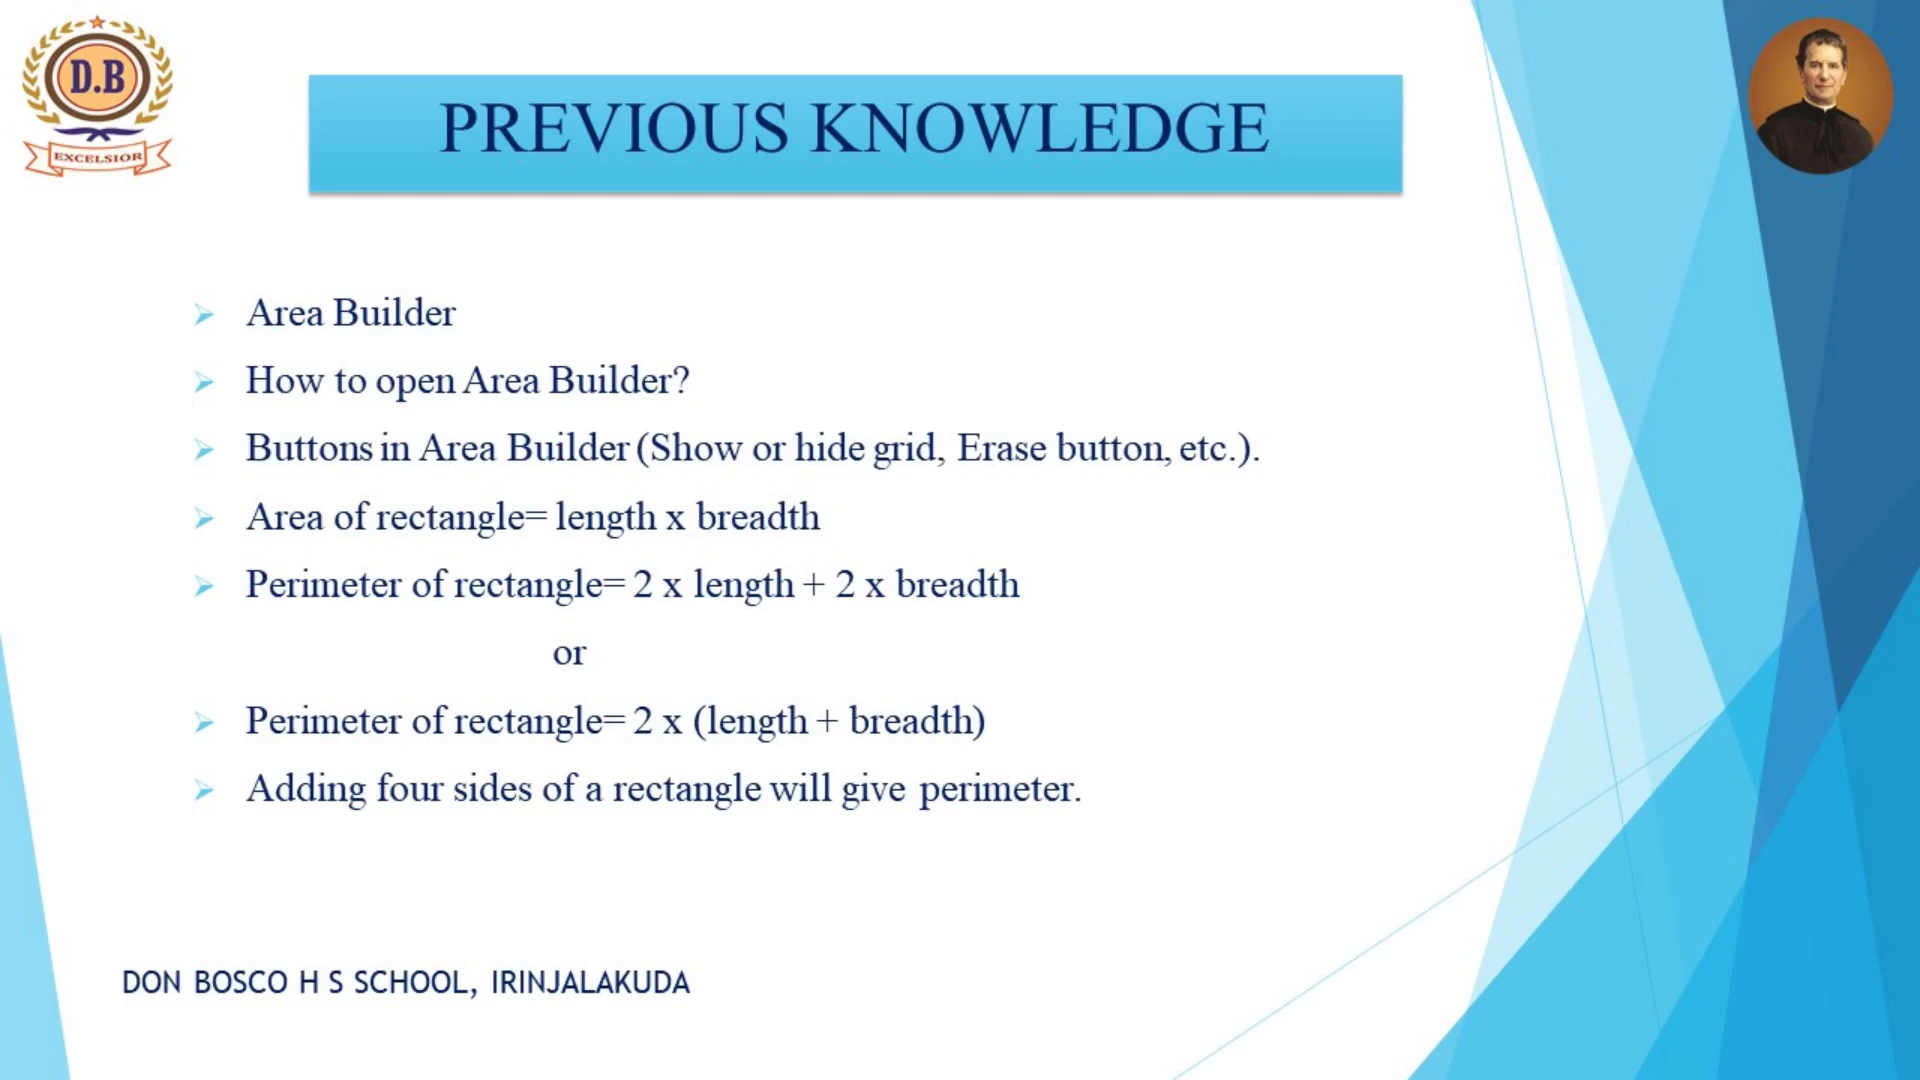 D.B
EXCELSIOR
PREVIOUS KNOWLEDGE
Area Builder
How to open Area Builder?
Buttons in Area Builder (Show or hide grid, Erase button, etc.).
Area of rectangle= length x breadth
Perimeter of rectangle= 2 x length + 2 x breadth
or
Perimeter of rectangle= 2 x (length + breadth)
Adding four sides of a rectangle will give perimeter.
DON BOSCO H S SCHOOL, IRINJALAKUDA